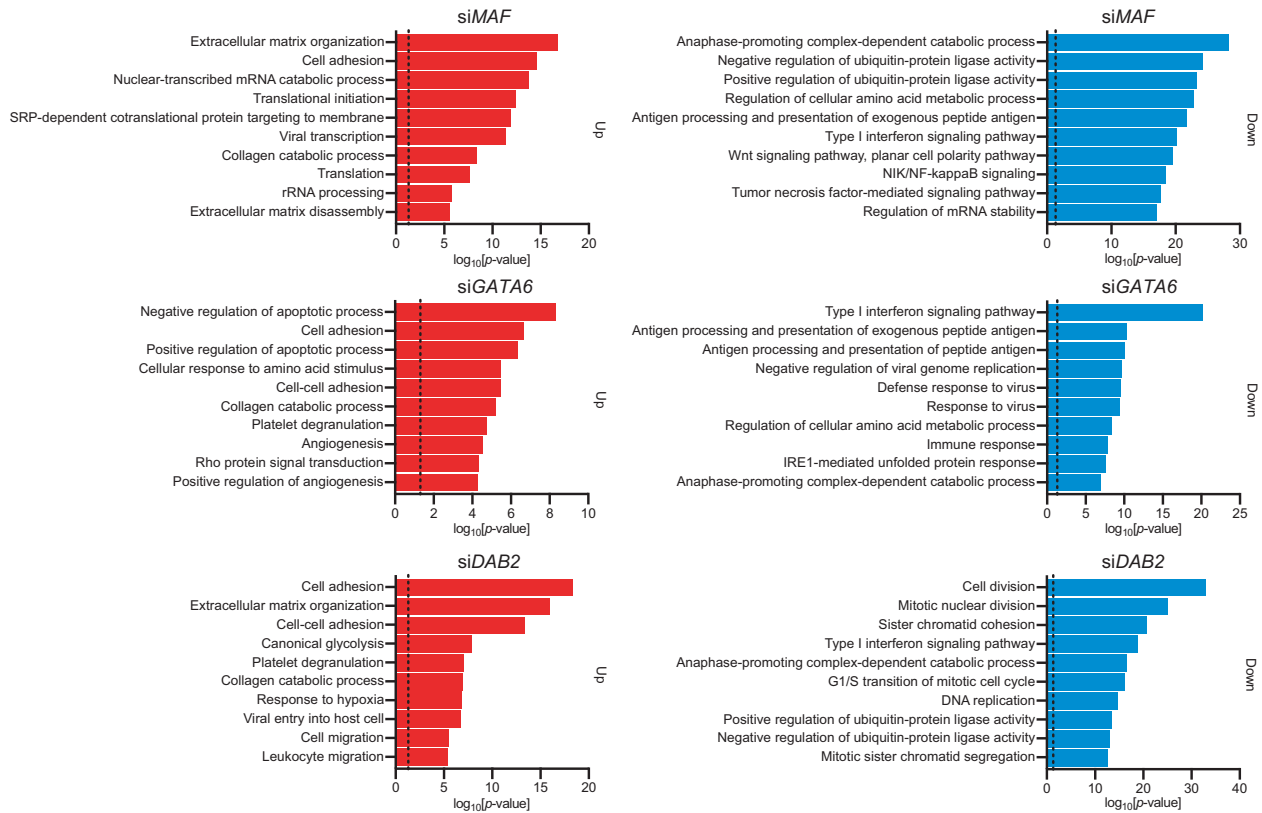 siMAF
Extracellular matrix organization
Cell adhesion
Nuclear-transcribed mRNA catabolic process
Translational initiation
SRP-dependent cotranslational protein targeting to membrane
Viral transcription
Collagen catabolic process
Translation
rRNA processing
Extracellular matrix disassembly
0 5 10 15 20
log10[p-value]
Up
siMAF
Anaphase-promoting complex-dependent catabolic process
Negative regulation of ubiquitin-protein ligase activity
Positive regulation of ubiquitin-protein ligase activity
Regulation of cellular amino acid metabolic process
Antigen processing and presentation of exogenous peptide antigen
Type I interferon signaling pathway
Wnt signaling pathway, planar cell polarity pathway
NIK/NF-kappaB signaling
Tumor necrosis factor-mediated signaling pathway
Regulation of mRNA stability
0 10 20 30
log10[p-value]
Down
siGATA6
Negative regulation of apoptotic process
Cell adhesion
Positive regulation of apoptotic process
Cellular response to amino acid stimulus
Cell-cell adhesion
Collagen catabolic process
Platelet degranulation
Angiogenesis
Rho protein signal transduction
Positive regulation of angiogenesis
0 2 4 6 8 10
log10[p-value]
Up
siGATA6
Type I interferon signaling pathway
Antigen processing and presentation of exogenous peptide antigen
Antigen processing and presentation of peptide antigen
Negative regulation of viral genome replication
Defense response to virus
Response to virus
Regulation of cellular amino acid metabolic process
Immune response
IRE1-mediated unfolded protein response
Anaphase-promoting complex-dependent catabolic process
0 5 10 15 20 25
log10[p-value]
Down
siDAB2
Cell adhesion
Extracellular matrix organization
Cell-cell adhesion
Canonical glycolysis
Platelet degranulation
Collagen catabolic process
Response to hypoxia
Viral entry into host cell
Cell migration
Leukocyte migration
0 5 10 15 20
log10[p-value]
Up
siDAB2
Cell division
Mitotic nuclear division
Sister chromatid cohesion
Type I interferon signaling pathway
Anaphase-promoting complex-dependent catabolic process
G1/S transition of mitotic cell cycle
DNA replication
Positive regulation of ubiquitin-protein ligase activity
Negative regulation of ubiquitin-protein ligase activity
Mitotic sister chromatid segregation
0 10 20 30 40
log10[p-value]
Down